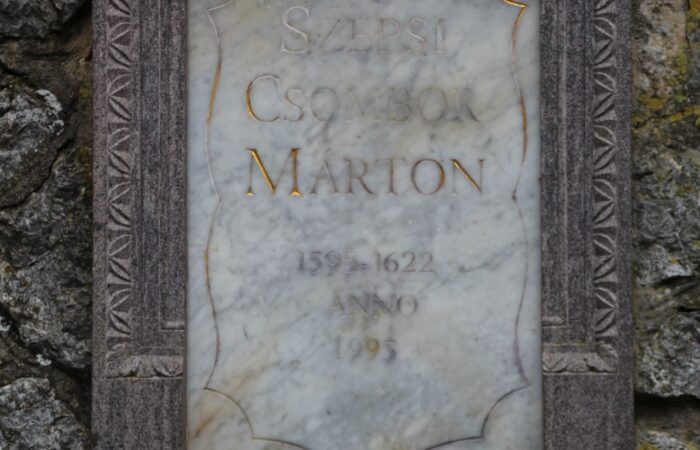 Szepsi
Csombor
Márton
1595-1622
ANNO
1995